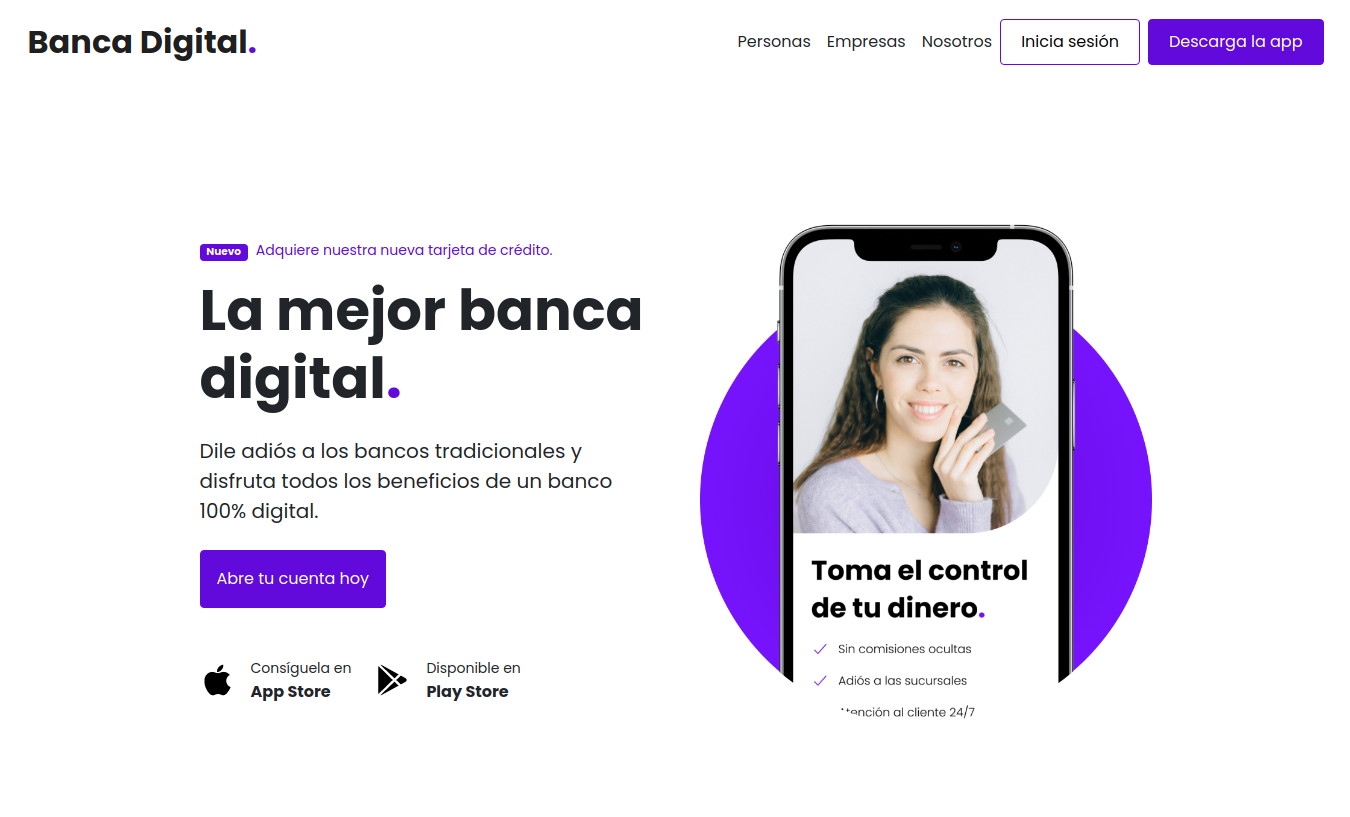 Banca Digital.
Personas
Empresas
Nosotros
Inicia sesión
Descarga la app
Nuevo Adquiere nuestra nueva tarjeta de crédito.
La mejor banca
digital.
Dile adiós a los bancos tradicionales y
disfruta todos los beneficios de un banco
100% digital.
Abre tu cuenta hoy
Consíguela en
App Store
Disponible en
Play Store
Toma el control
de tu dinero.
Sin comisiones ocultas
Adiós a las sucursales
Atención al cliente 24/7